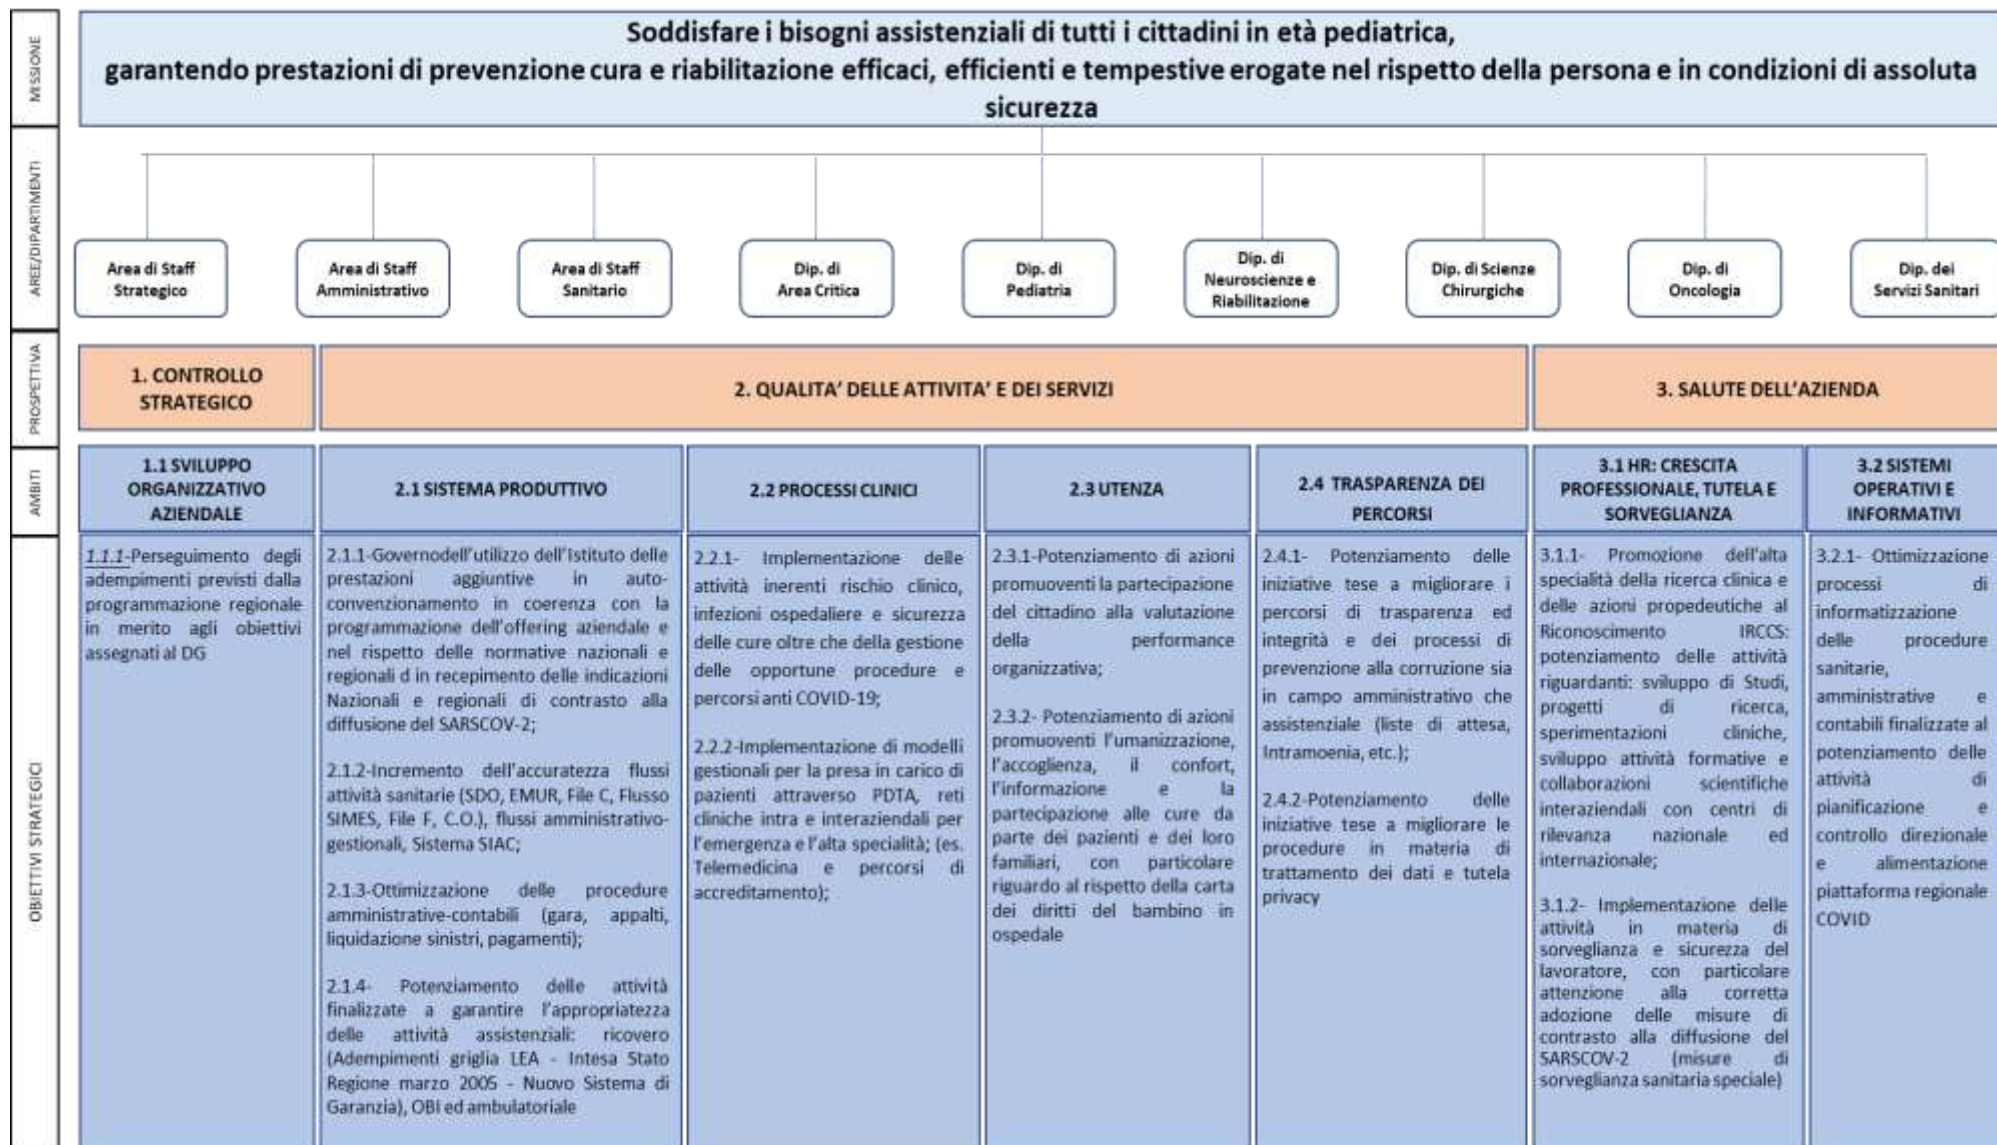 MISSIONE
Soddisfare i bisogni assistenziali di tutti i cittadini in età pediatrica,
garantendo prestazioni di prevenzione cura e riabilitazione efficaci, efficienti e tempestive erogate nel rispetto della persona e in condizioni di assoluta
sicurezza
AREE/DIPARTIMENTI
Area di Staff
Strategico
Area di Staff
Amministrativo
Area di Staff
Sanitario
Dip. di
Area Critica
Dip. di
Pediatria
Dip. di
Neuroscienze e
Riabilitazione
Dip. di Scienze
Chirurgiche
Dip. di
Oncologia
Dip. dei
Servizi Sanitari
PROSPETTIVA
1. CONTROLLO
STRATEGICO
2. QUALITA' DELLE ATTIVITA' E DEI SERVIZI
3. SALUTE DELL'AZIENDA
AMBITI
1.1 SVILUPPO
ORGANIZZATIVO
AZIENDALE
2.1 SISTEMA PRODUTTIVO
2.2 PROCESSI CLINICI
2.3 UTENZA
2.4 TRASPARENZA DEI
PERCORSI
3.1 HR: CRESCITA
PROFESSIONALE, TUTELA E
SORVEGLIANZA
3.2 SISTEMI
OPERATIVI E
INFORMATIVI
OBIETTIVI STRATEGICI
1.1.1-Perseguimento degli
adempimenti previsti dalla
programmazione regionale
in merito agli obiettivi
assegnati al DG
2.1.1-Governodell'utilizzo dell'Istituto delle
prestazioni aggiuntive in auto-
convenzionamento in coerenza con la
programmazione dell'offering aziendale e
nel rispetto delle normative nazionali e
regionali d in recepimento delle indicazioni
Nazionali e regionali di contrasto alla
diffusione del SARSCOV-2;
2.1.2-Incremento dell'accuratezza flussi
attività sanitarie (SDO, EMUR, File C, Flusso
SIMES, File F, C.O.), flussi amministrativo-
gestionali, Sistema SIAC;
2.1.3-Ottimizzazione delle procedure
amministrative-contabili (gara, appalti,
liquidazione sinistri, pagamenti);
2.1.4- Potenziamento delle attività
finalizzate a garantire l'appropriatezza
delle attività assistenziali: ricovero
(Adempimenti griglia LEA - Intesa Stato
Regione marzo 2005 - Nuovo Sistema di
Garanzia), OBI ed ambulatoriale
2.2.1- Implementazione delle
attività inerenti rischio clinico,
infezioni ospedaliere e sicurezza
delle cure oltre che della gestione
delle opportune procedure e
percorsi anti COVID-19;
2.2.2-Implementazione di modelli
gestionali per la presa in carico di
pazienti attraverso PDTA, reti
cliniche intra e interaziendali per
l'emergenza e l'alta specialità; (es.
Telemedicina e percorsi di
accreditamento);
2.3.1-Potenziamento di azioni
promuoventi la partecipazione
del cittadino alla valutazione
della performance
organizzativa;
2.3.2- Potenziamento di azioni
promuoventi l'umanizzazione,
l'accoglienza, il confort,
l'informazione e la
partecipazione alle cure da
parte dei pazienti e dei loro
familiari, con particolare
riguardo al rispetto della carta
dei diritti del bambino in
ospedale
2.4.1- Potenziamento delle
iniziative tese a migliorare i
percorsi di trasparenza ed
integrità e dei processi di
prevenzione alla corruzione sia
in campo amministrativo che
assistenziale (liste di attesa,
Intramoenia, etc.);
2.4.2-Potenziamento delle
iniziative tese a migliorare le
procedure in materia di
trattamento dei dati e tutela
privacy
3.1.1- Promozione dell'alta
specialità della ricerca clinica e
delle azioni propedeutiche al
Riconoscimento IRCCS:
potenziamento delle attività
riguardanti: sviluppo di Studi,
progetti di ricerca,
sperimentazioni cliniche,
sviluppo attività formative e
collaborazioni scientifiche
interaziendali con centri di
rilevanza nazionale ed
internazionale;
3.1.2- Implementazione delle
attività in materia di
sorveglianza e sicurezza del
lavoratore, con particolare
attenzione alla corretta
adozione delle misure di
contrasto alla diffusione del
SARSCOV-2 (misure di
sorveglianza sanitaria speciale)
3.2.1- Ottimizzazione
processi di
informatizzazione
delle procedure
sanitarie,
amministrative e
contabili finalizzate al
potenziamento delle
attività di
pianificazione e
controllo direzionale
e alimentazione
piattaforma regionale
COVID